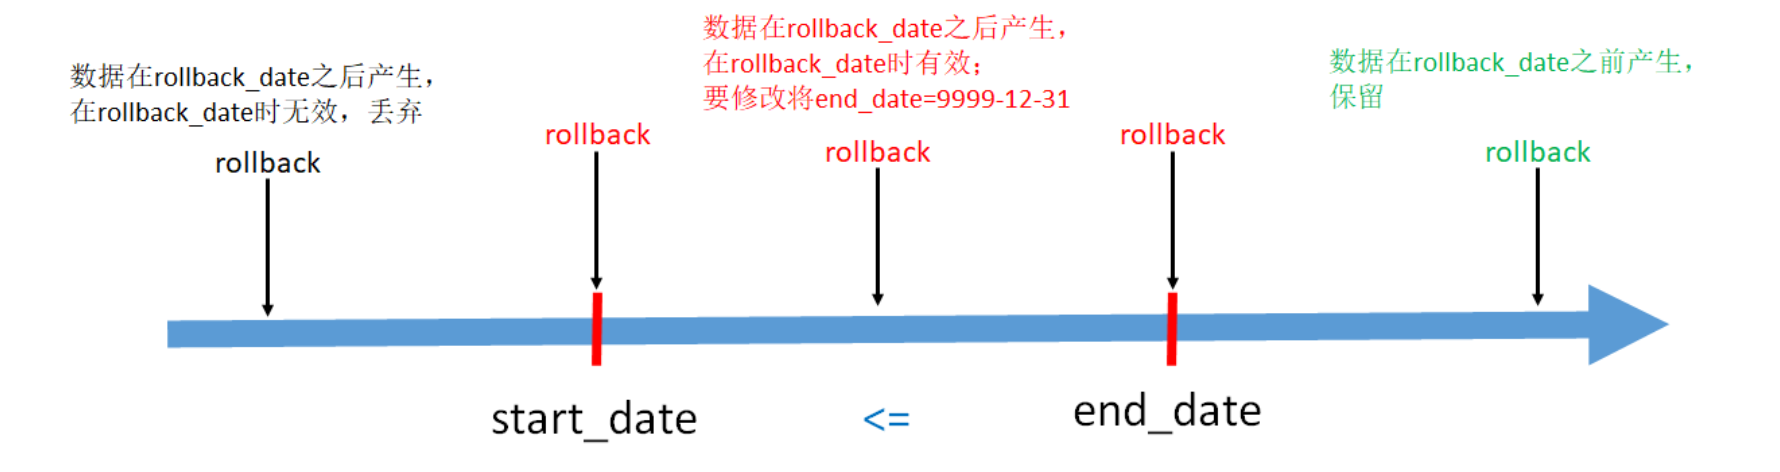 数据在rollback_date之后产生，
在rollback_date时无效，丢弃
rollback
rollback
数据在rollback_date之后产生，
在rollback_date时有效；
要修改将end_date=9999-12-31
rollback
rollback
数据在rollback_date之前产生，
保留
rollback
start_date
<=
end_date